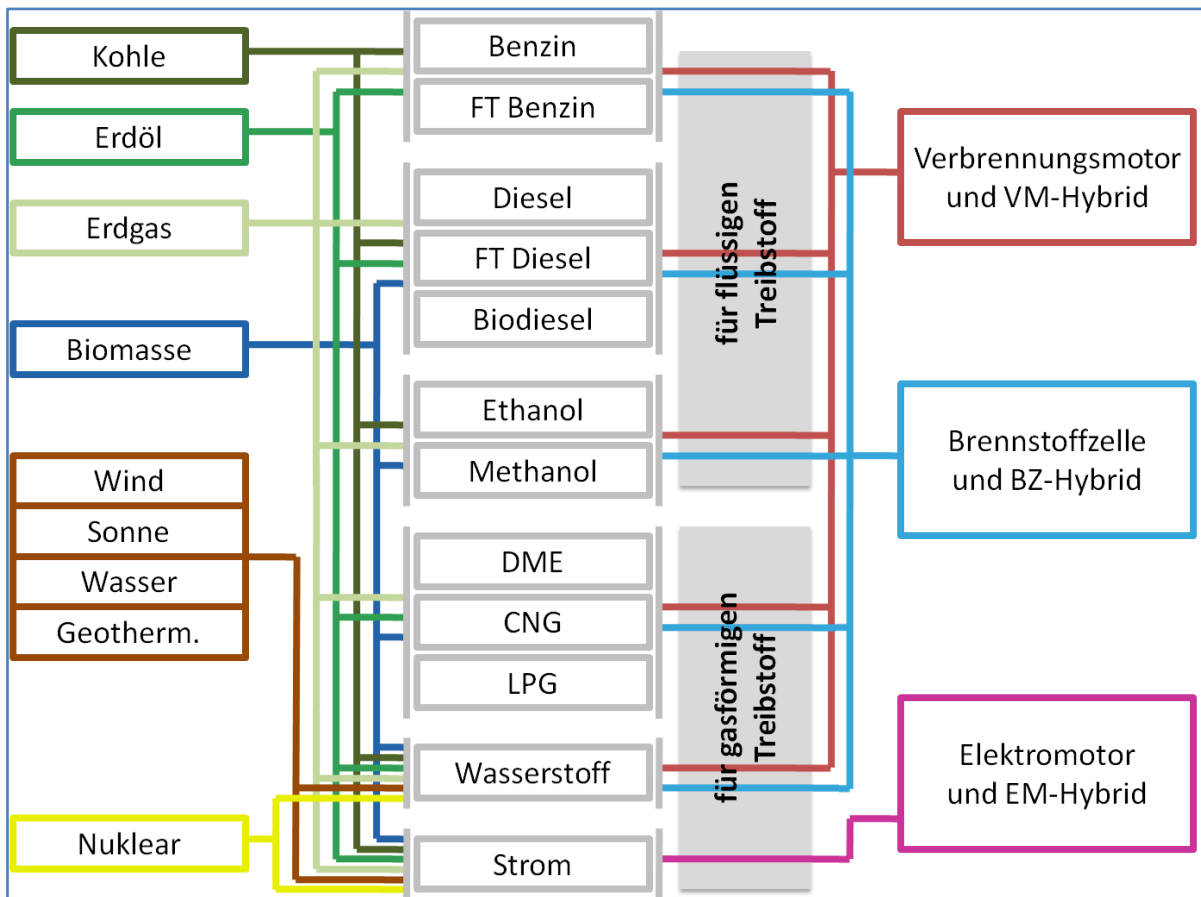 Kohle
Erdöl
Erdgas
Biomasse
Wind
Sonne
Wasser
Geotherm.
Nuklear
Benzin
FT Benzin
Diesel
FT Diesel
Biodiesel
Ethanol
Methanol
DME
CNG
LPG
Wasserstoff
Strom
für flüssigen
Treibstoff
für gasförmigen
Treibstoff
Verbrennungsmotor
und VM-Hybrid
Brennstoffzelle
und BZ-Hybrid
Elektromotor
und EM-Hybrid